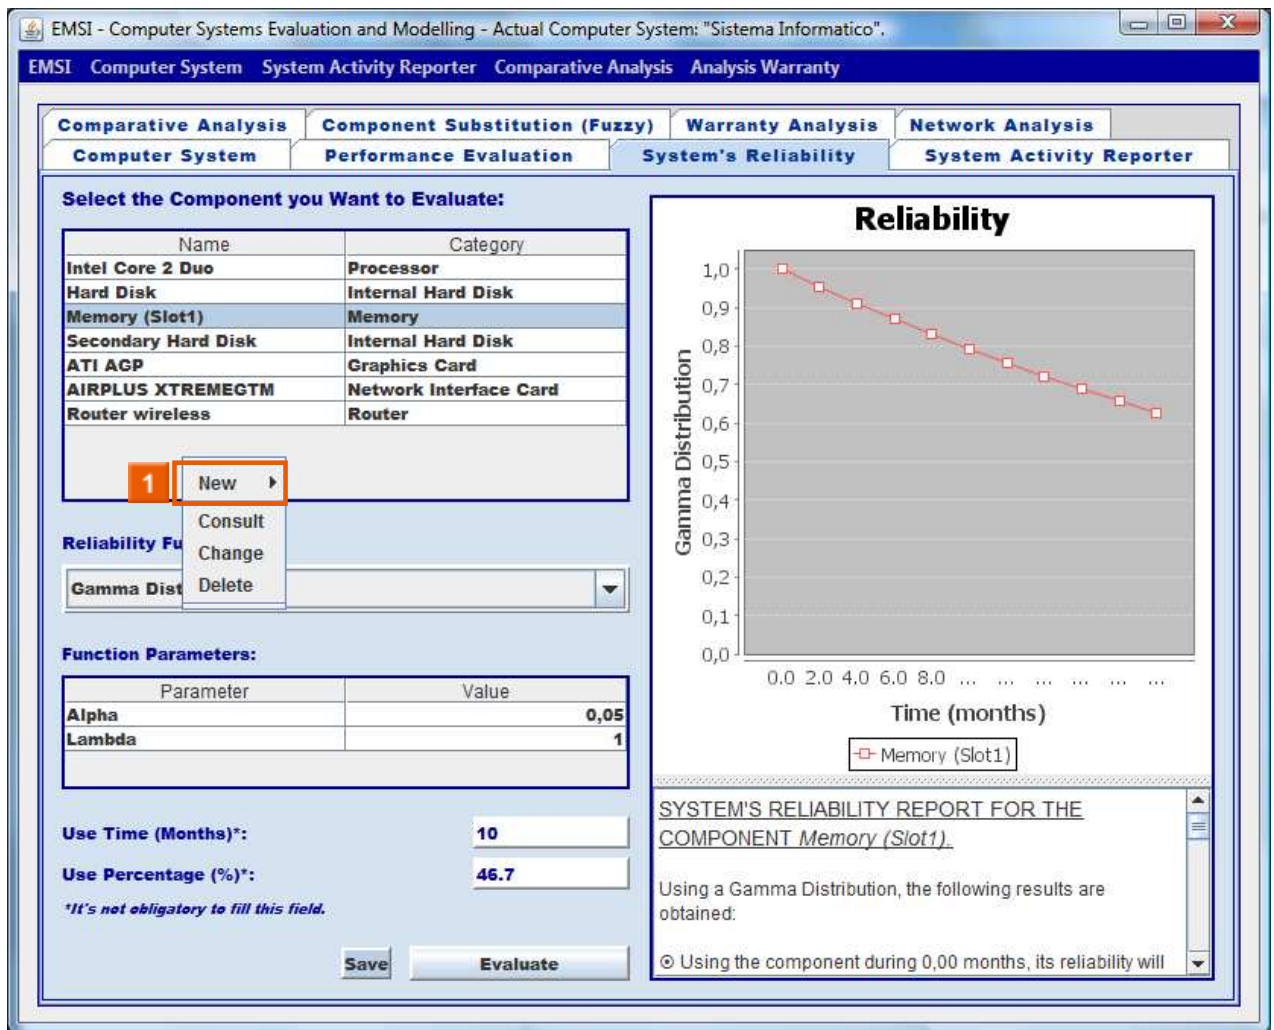 EMSI - Computer Systems Evaluation and Modelling - Actual Computer System: "Sistema Informatico".
EMSI Computer System System Activity Reporter Comparative Analysis Analysis Warranty
Comparative Analysis Component Substitution (Fuzzy) Warranty Analysis Network Analysis
Computer System Performance Evaluation System's Reliability System Activity Reporter
Select the Component you Want to Evaluate:
Name Category
Intel Core 2 Duo Processor
Hard Disk Internal Hard Disk
Memory (Slot1) Memory
Secondary Hard Disk Internal Hard Disk
ATI AGP Graphics Card
AIRPLUS XTREMEGTM Network Interface Card
Router wireless Router
1 New
Consult
Change
Delete
Reliability Fu
Gamma Dist
Function Parameters:
Parameter Value
Alpha 0,05
Lambda 1
Use Time (Months)*: 10
Use Percentage (%)*: 46.7
*It's not obligatory to fill this field.
Save Evaluate
Reliability
Gamma Distribution
1,0
0,9
0,8
0,7
0,6
0,5
0,4
0,3
0,2
0,1
0,0
0.0 2.0 4.0 6.0 8.0 ... ... ... ... ... ...
Time (months)
Memory (Slot1)
SYSTEM'S RELIABILITY REPORT FOR THE
COMPONENT Memory (Slot1).
Using a Gamma Distribution, the following results are
obtained:
Using the component during 0,00 months, its reliability will